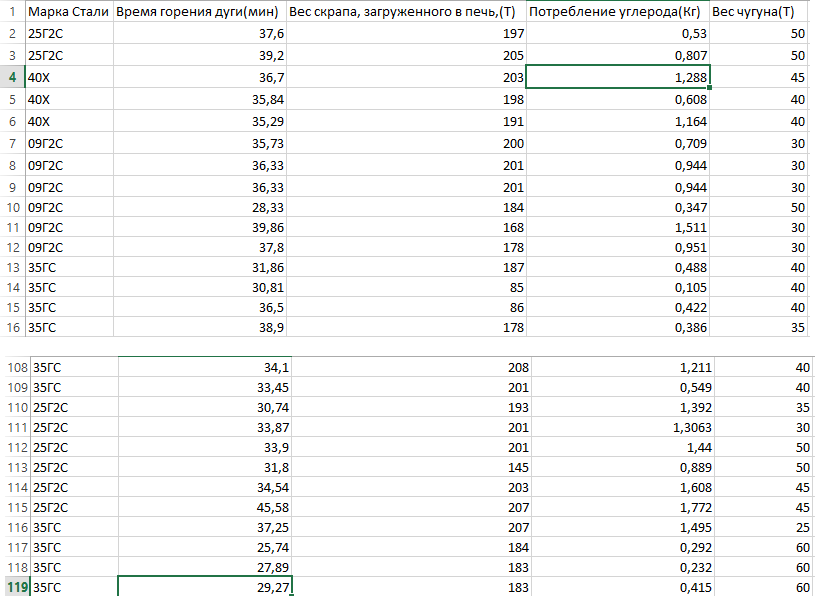 1 Марка Стали Время горения дуги(мин) Вес скрапа, загруженного в печь,(Т) Потребление углерода(Кг) Вес чугуна(Т)
2 25Г2С 37,6 197 0,53 50
3 25Г2С 39,2 205 0,807 50
4 40Х 36,7 203 1,288 45
5 40Х 35,84 198 0,608 40
6 40Х 35,29 191 1,164 40
7 09Г2С 35,73 200 0,709 30
8 09Г2С 36,33 201 0,944 30
9 09Г2С 36,33 201 0,944 30
10 09Г2С 28,33 184 0,347 50
11 09Г2С 39,86 168 1,511 30
12 09Г2С 37,8 178 0,951 30
13 35ГС 31,86 187 0,488 40
14 35ГС 30,81 85 0,105 40
15 35ГС 36,5 86 0,422 40
16 35ГС 38,9 178 0,386 35
108 35ГС 34,1 208 1,211 40
109 35ГС 33,45 201 0,549 40
110 25Г2С 30,74 193 1,392 35
111 25Г2С 33,87 201 1,3063 30
112 25Г2С 33,9 201 1,44 50
113 25Г2С 31,8 145 0,889 50
114 25Г2С 34,54 203 1,608 45
115 25Г2С 45,58 207 1,772 45
116 35ГС 37,25 207 1,495 25
117 35ГС 25,74 184 0,292 60
118 35ГС 27,89 183 0,232 60
119 35ГС 29,27 183 0,415 60